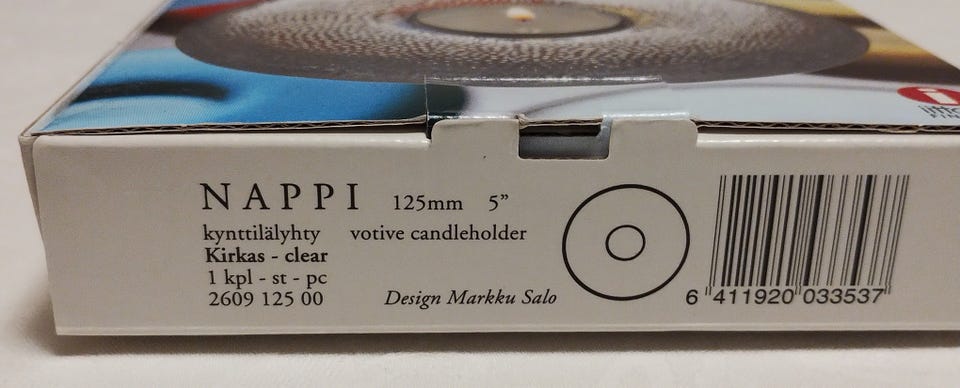 NAPPI 125mm 5”
kynttilälyhty votive candleholder
Kirkas - clear
1 kpl - st - pc
2609 125 00
Design Markku Salo
6 411920 033537
i